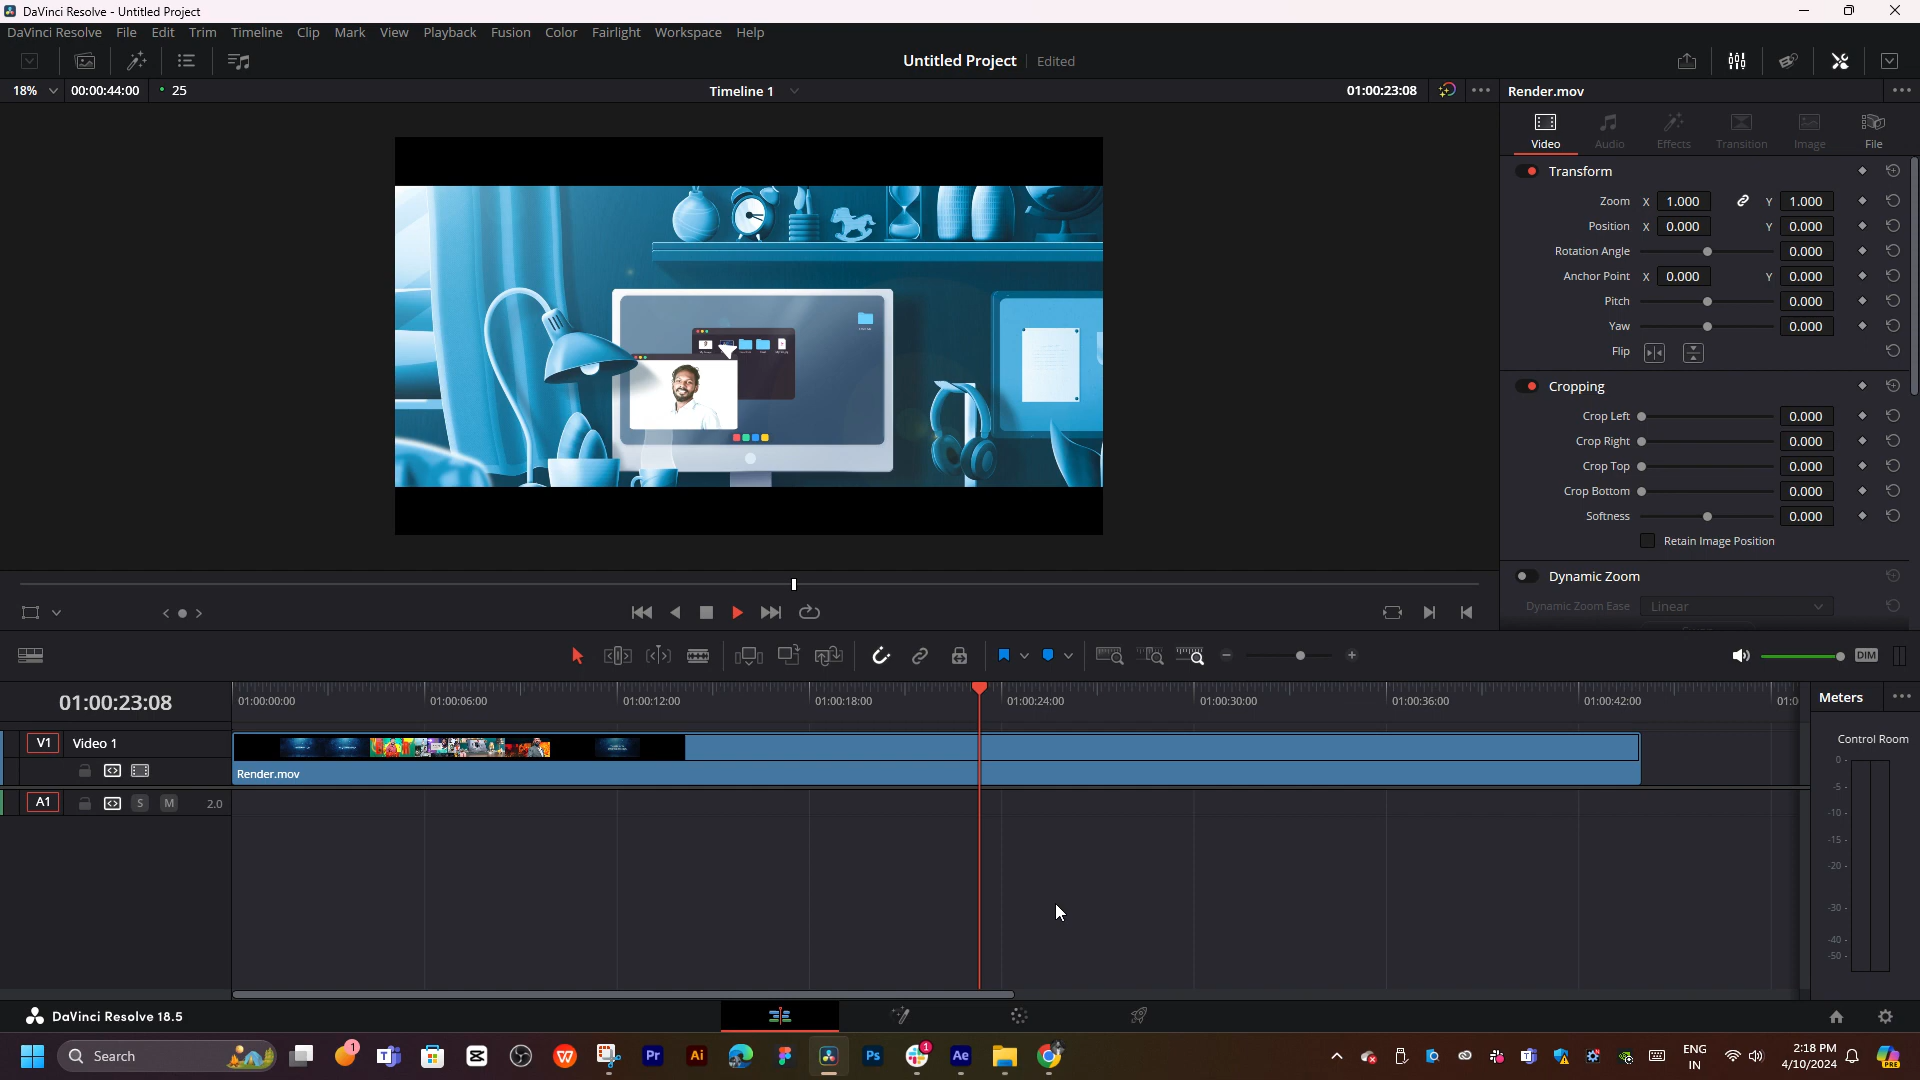 DaVinci Resolve - Untitled Project
DaVinci Resolve File Edit Trim Timeline Clip Mark View Playback Fusion Color Fairlight Workspace Help
Untitled Project Edited
18% 00:00:44:00 25 Timeline 1 01:00:23:08 Render.mov
Video Audio Effects Transition Image File
Transform
Zoom X 1.000 Y 1.000
Position X 0.000 Y 0.000
Rotation Angle 0.000
Anchor Point X 0.000 Y 0.000
Pitch 0.000
Yaw 0.000
Flip
Cropping
Crop Left 0.000
Crop Right 0.000
Crop Top 0.000
Crop Bottom 0.000
Softness 0.000
Retain Image Position
Dynamic Zoom
Dynamic Zoom Ease Linear
DIM
01:00:23:08 01:00:00:00 01:00:06:00 01:00:12:00 01:00:18:00 01:00:24:00 01:00:30:00 01:00:36:00 01:00:42:00 01:0
Meters
Control Room
V1 Video 1
Render.mov
A1 S M 2.0
0
-5
-10
-15
-20
-30
-40
-50
DaVinci Resolve 18.5
Search
1
Pr Ai Ps 1 Ae
ENG
IN
2:18 PM
4/10/2024
PRE